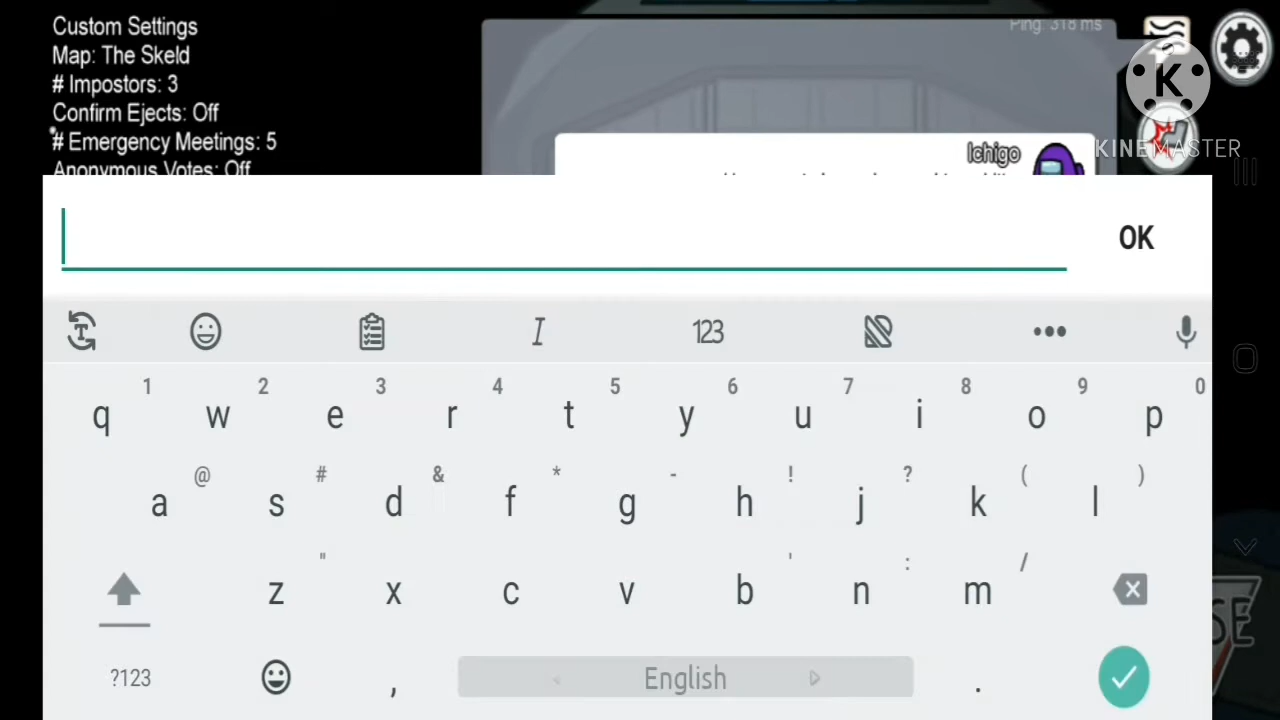 Custom Settings
Map: The Skeld
# Impostors: 3
Confirm Ejects: Off
# Emergency Meetings: 5
Anonymous Votes: Off
Ping: 318 ms
K
KINEMASTER
Ichigo
OK
T
I
123
•••
1 2 3 4 5 6 7 8 9 0
q w e r t y u i o p
@ # & * - ! ? ( )
a s d f g h j k l
" ' : /
z x c v b n m
?123 , English .